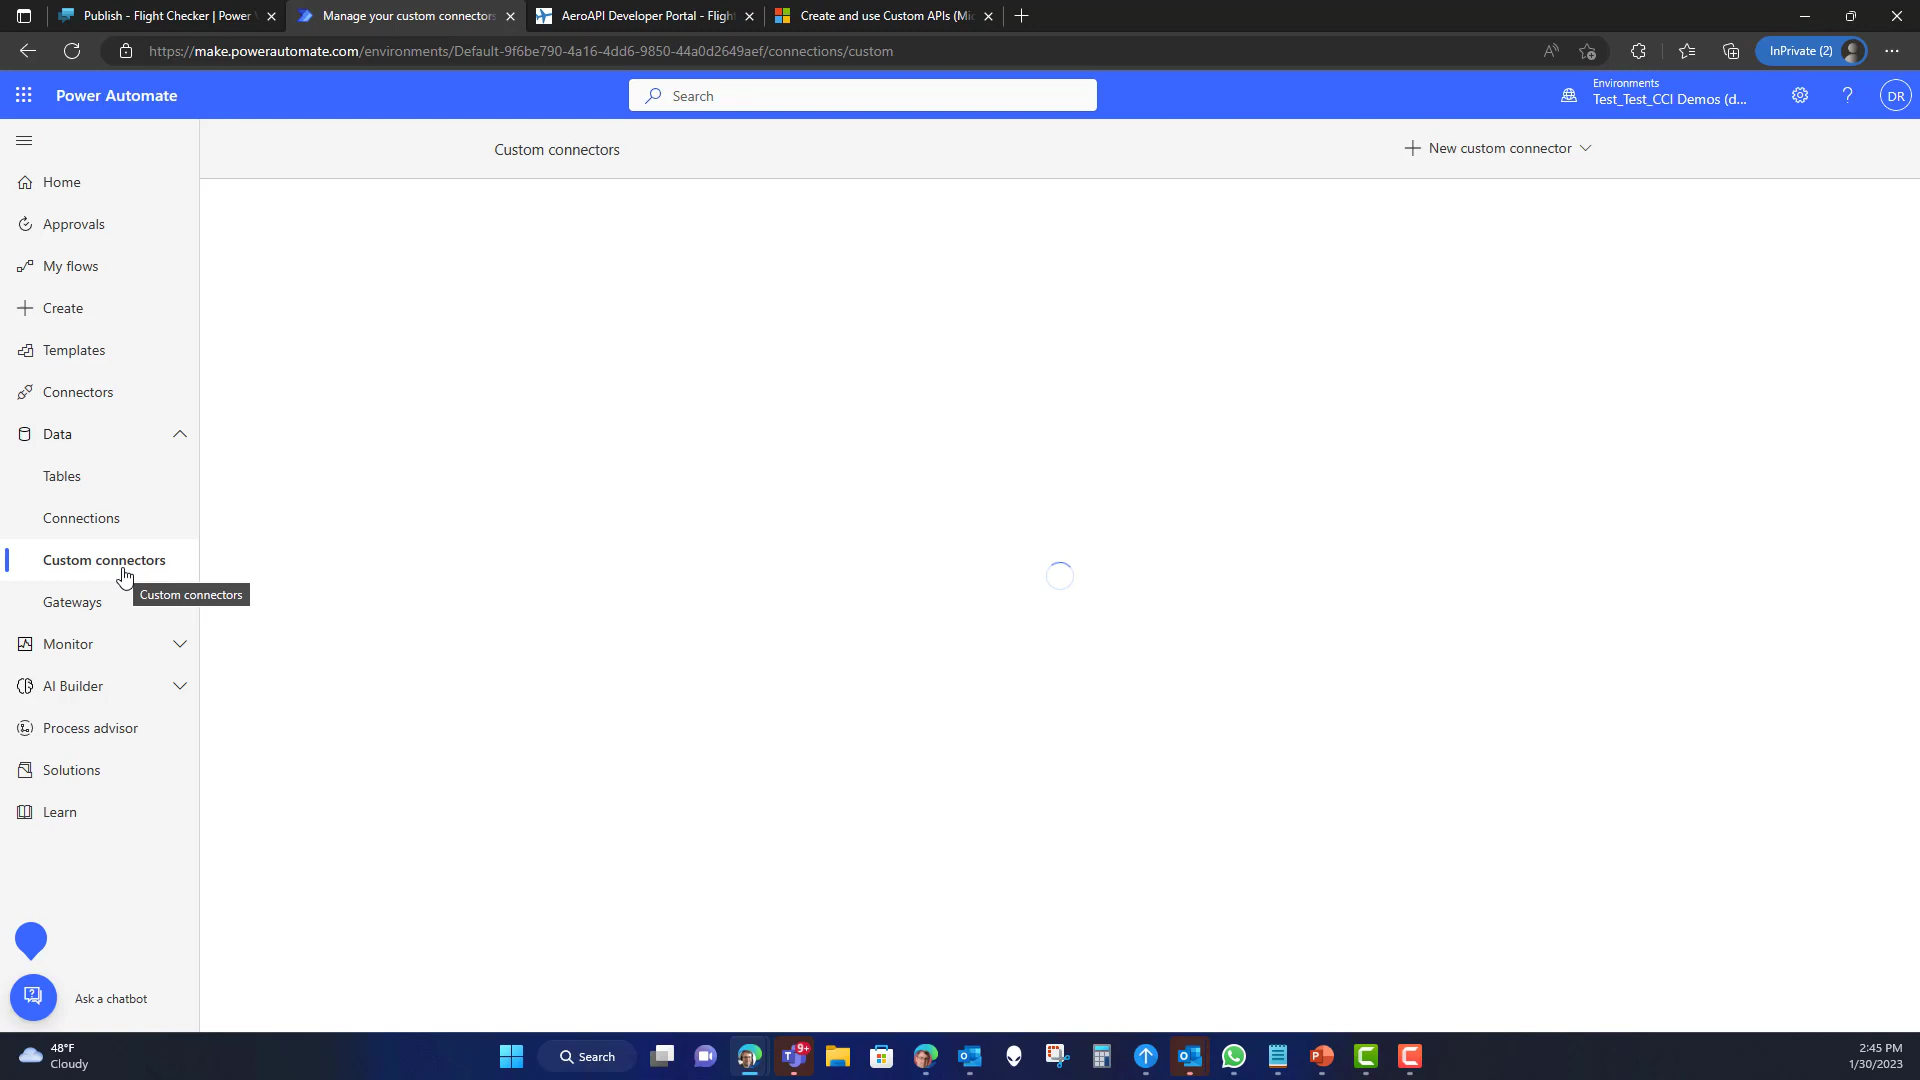 Publish - Flight Checker | Power
Manage your custom connectors
AeroAPI Developer Portal - Flight
Create and use Custom APIs (Mic
https://make.powerautomate.com/environments/Default-9f6be790-4a16-4dd6-9850-44a0d2649aef/connections/custom
InPrivate (2)
Power Automate
Search
Environments
Test_Test_CCI Demos (d...
DR
Custom connectors
New custom connector
Home
Approvals
My flows
Create
Templates
Connectors
Data
Tables
Connections
Custom connectors
Custom connectors
Gateways
Monitor
AI Builder
Process advisor
Solutions
Learn
Ask a chatbot
48°F
Cloudy
Search
9+
2:45 PM
1/30/2023